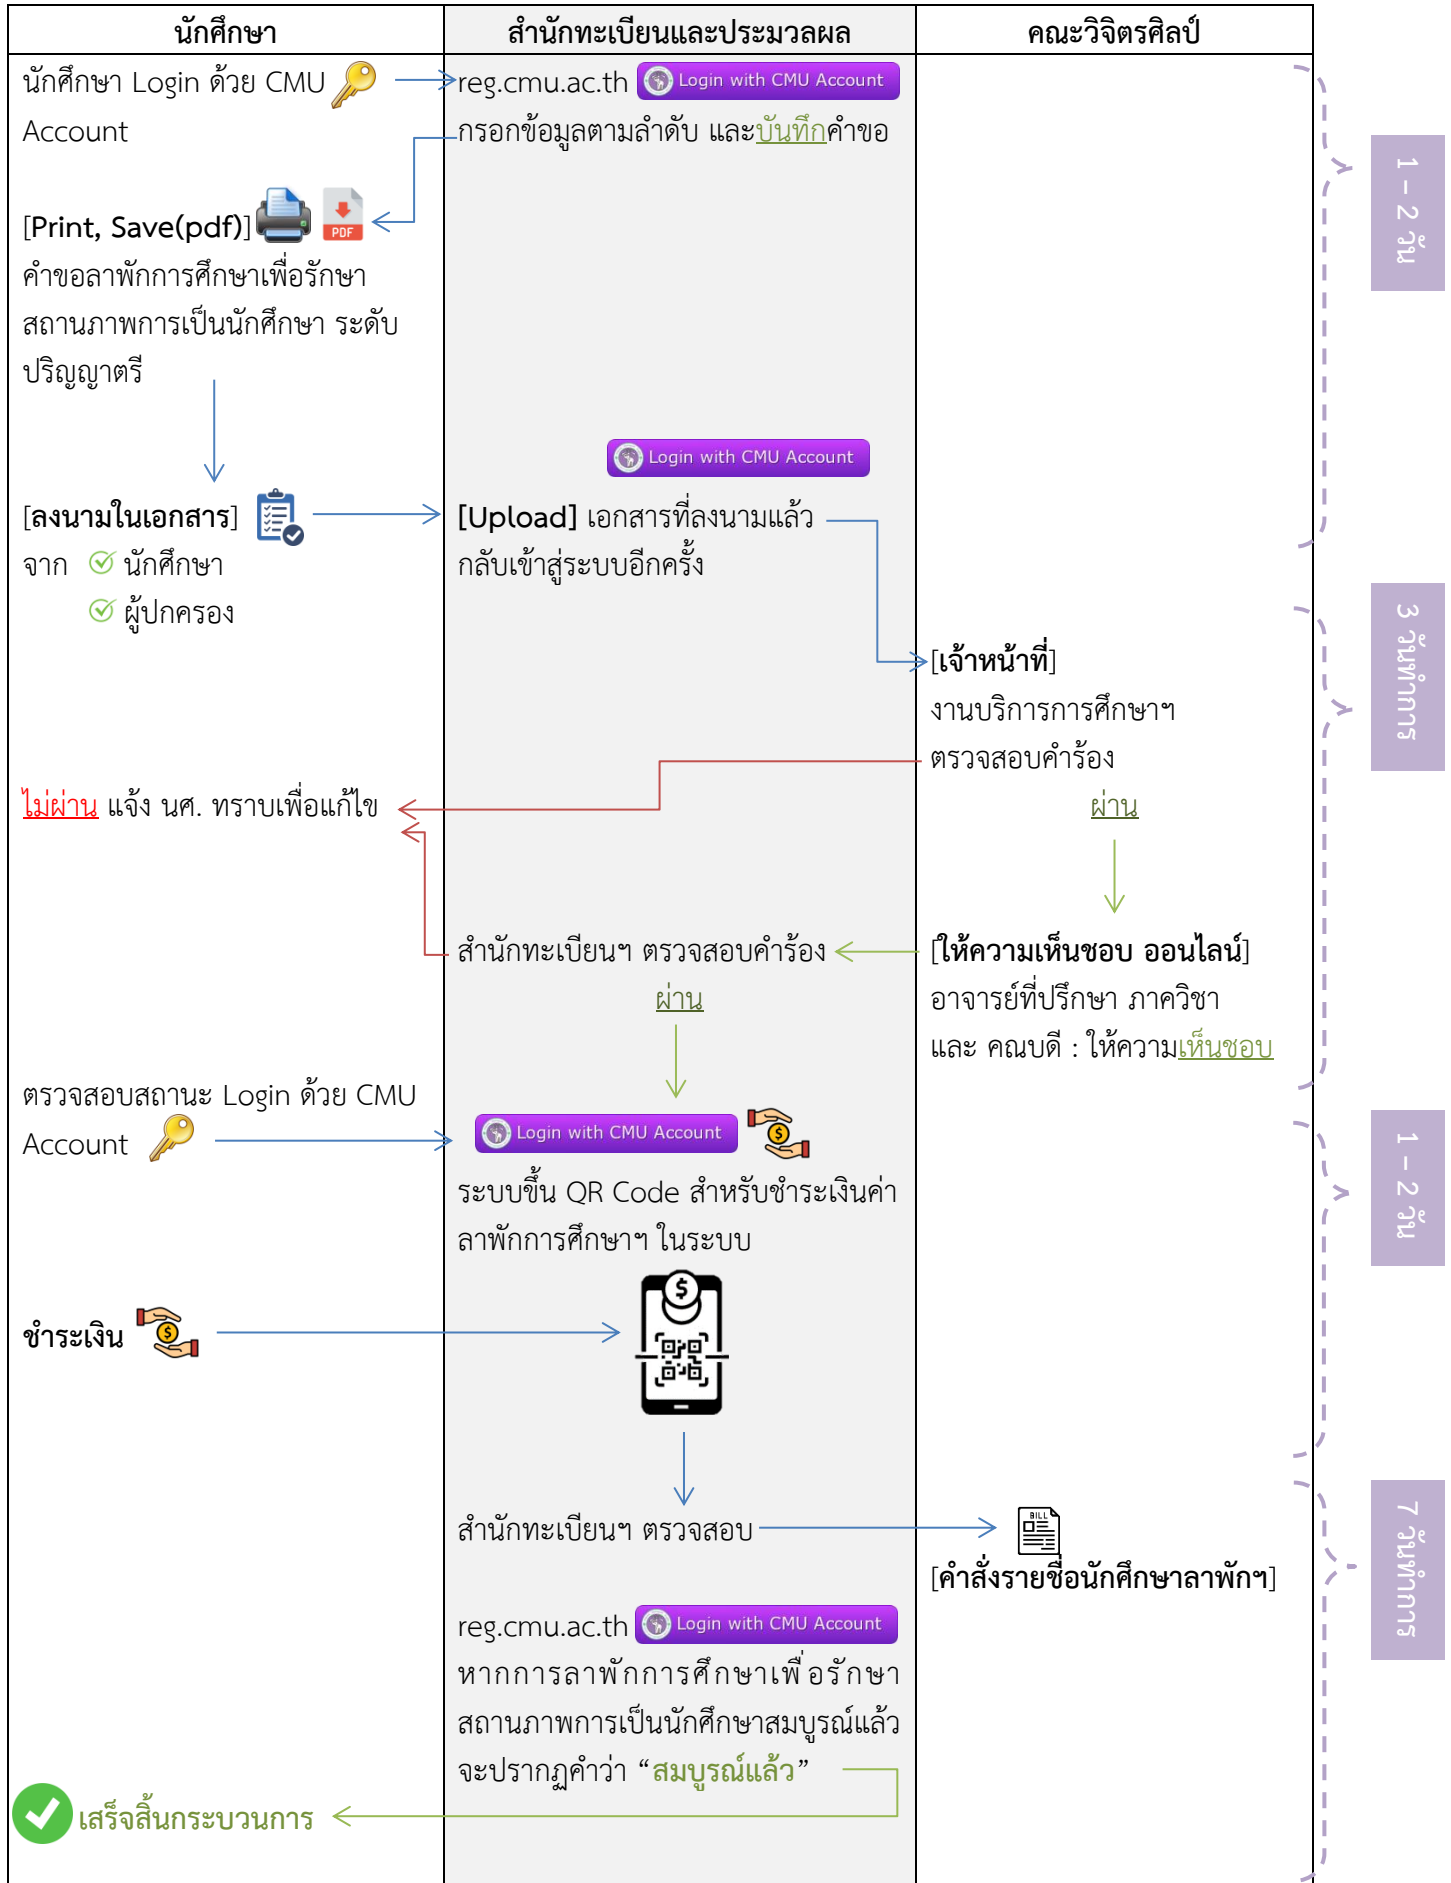 นักศึกษา
สำนักทะเบียนและประมวลผล
คณะวิจิตรศิลป์
นักศึกษา Login ด้วย CMU
Account
reg.cmu.ac.th Login with CMU Account
กรอกข้อมูลตามลำดับ และบันทึกคำขอ
1 – 2 วัน
[Print, Save(pdf)] PDF
คำขอลาพักการศึกษาเพื่อรักษา
สถานภาพการเป็นนักศึกษา ระดับ
ปริญญาตรี
Login with CMU Account
[ลงนามในเอกสาร]
จาก นักศึกษา
ผู้ปกครอง
[Upload] เอกสารที่ลงนามแล้ว
กลับเข้าสู่ระบบอีกครั้ง
3 วันทำการ
[เจ้าหน้าที่]
งานบริการการศึกษาฯ
ตรวจสอบคำร้อง
ไม่ผ่าน แจ้ง นศ. ทราบเพื่อแก้ไข
ผ่าน
สำนักทะเบียนฯ ตรวจสอบคำร้อง
ผ่าน
[ให้ความเห็นชอบ ออนไลน์]
อาจารย์ที่ปรึกษา ภาควิชา
และ คณบดี : ให้ความเห็นชอบ
ตรวจสอบสถานะ Login ด้วย CMU
Account
Login with CMU Account
ระบบขึ้น QR Code สำหรับชำระเงินค่า
ลาพักการศึกษาฯ ในระบบ
1 – 2 วัน
ชำระเงิน
สำนักทะเบียนฯ ตรวจสอบ
BILL
[คำสั่งรายชื่อนักศึกษาลาพักฯ]
7 วันทำการ
reg.cmu.ac.th Login with CMU Account
หากการลาพักการศึกษาเพื่อรักษา
สถานภาพการเป็นนักศึกษาสมบูรณ์แล้ว
จะปรากฏคำว่า “สมบูรณ์แล้ว”
เสร็จสิ้นกระบวนการ